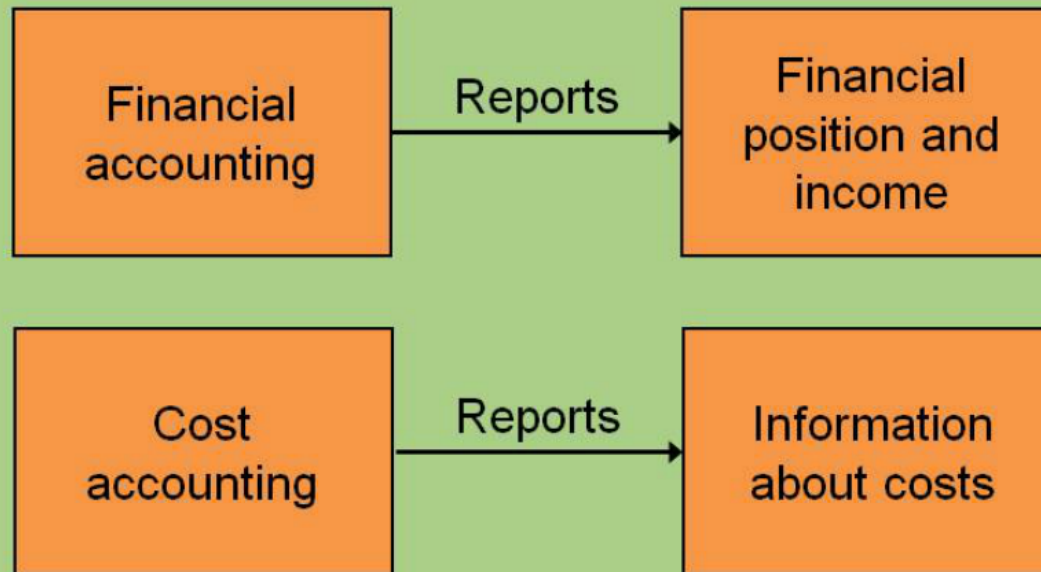 Financial
accounting
Reports
Financial
position and
income
Cost
accounting
Reports
Information
about costs